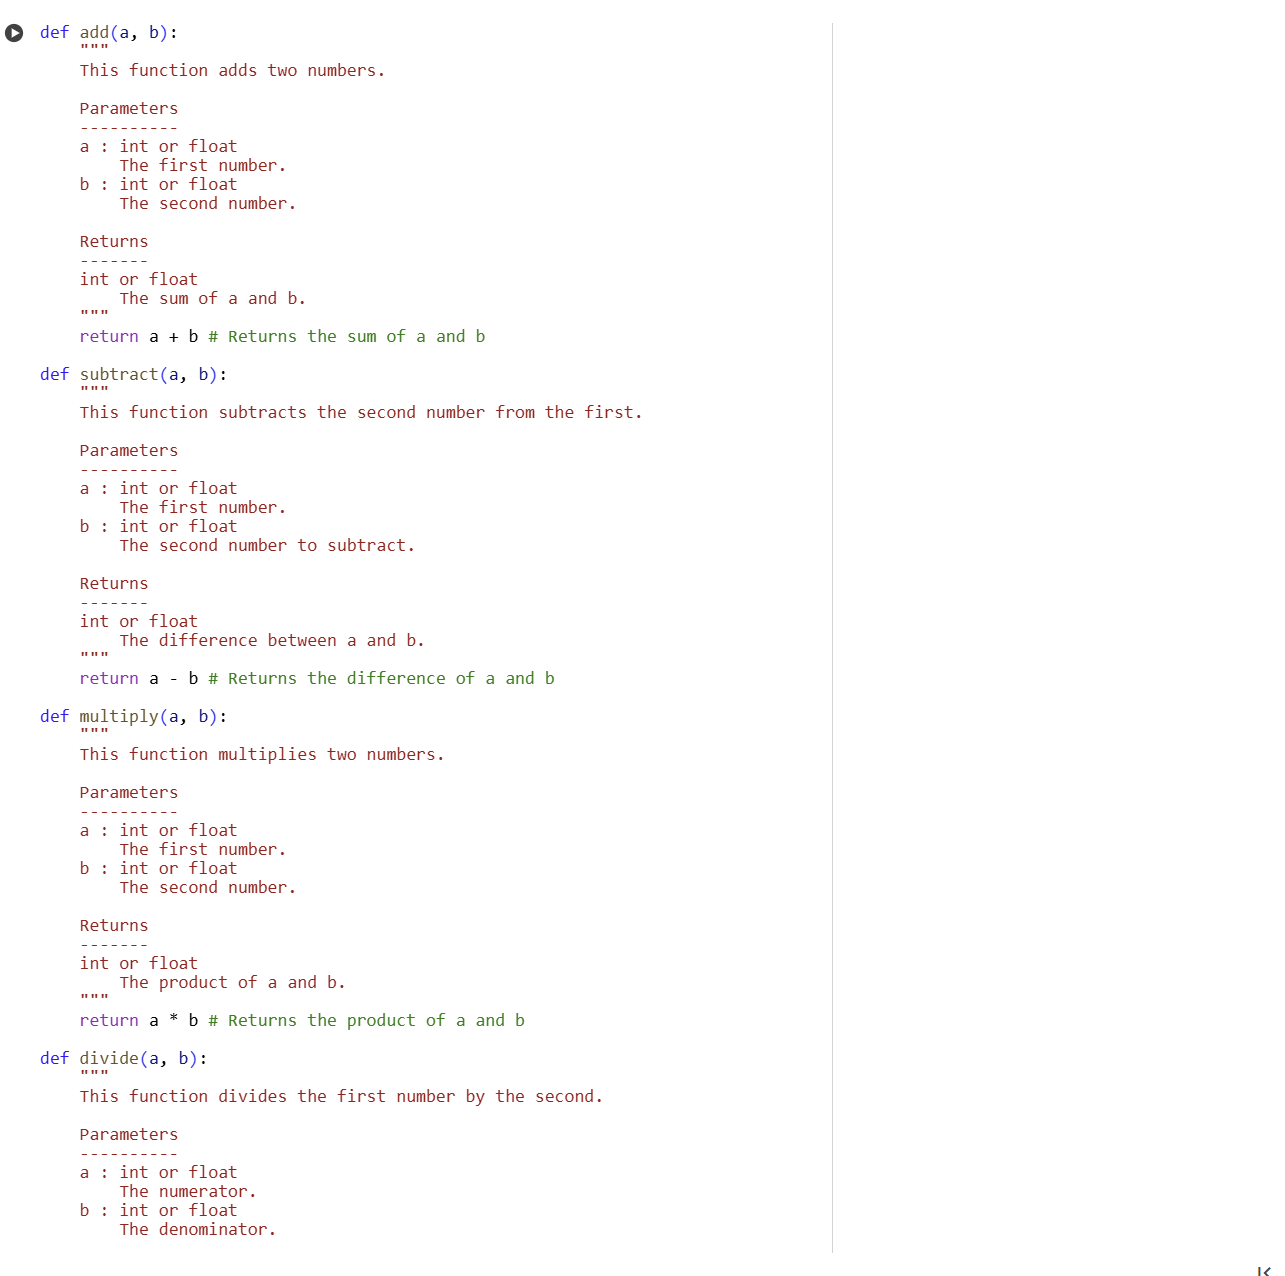 def add(a, b):
    """
    This function adds two numbers.

    Parameters
    ----------
    a : int or float
        The first number.
    b : int or float
        The second number.

    Returns
    -------
    int or float
        The sum of a and b.
    """
    return a + b # Returns the sum of a and b

def subtract(a, b):
    """
    This function subtracts the second number from the first.

    Parameters
    ----------
    a : int or float
        The first number.
    b : int or float
        The second number to subtract.

    Returns
    -------
    int or float
        The difference between a and b.
    """
    return a - b # Returns the difference of a and b

def multiply(a, b):
    """
    This function multiplies two numbers.

    Parameters
    ----------
    a : int or float
        The first number.
    b : int or float
        The second number.

    Returns
    -------
    int or float
        The product of a and b.
    """
    return a * b # Returns the product of a and b

def divide(a, b):
    """
    This function divides the first number by the second.

    Parameters
    ----------
    a : int or float
        The numerator.
    b : int or float
        The denominator.